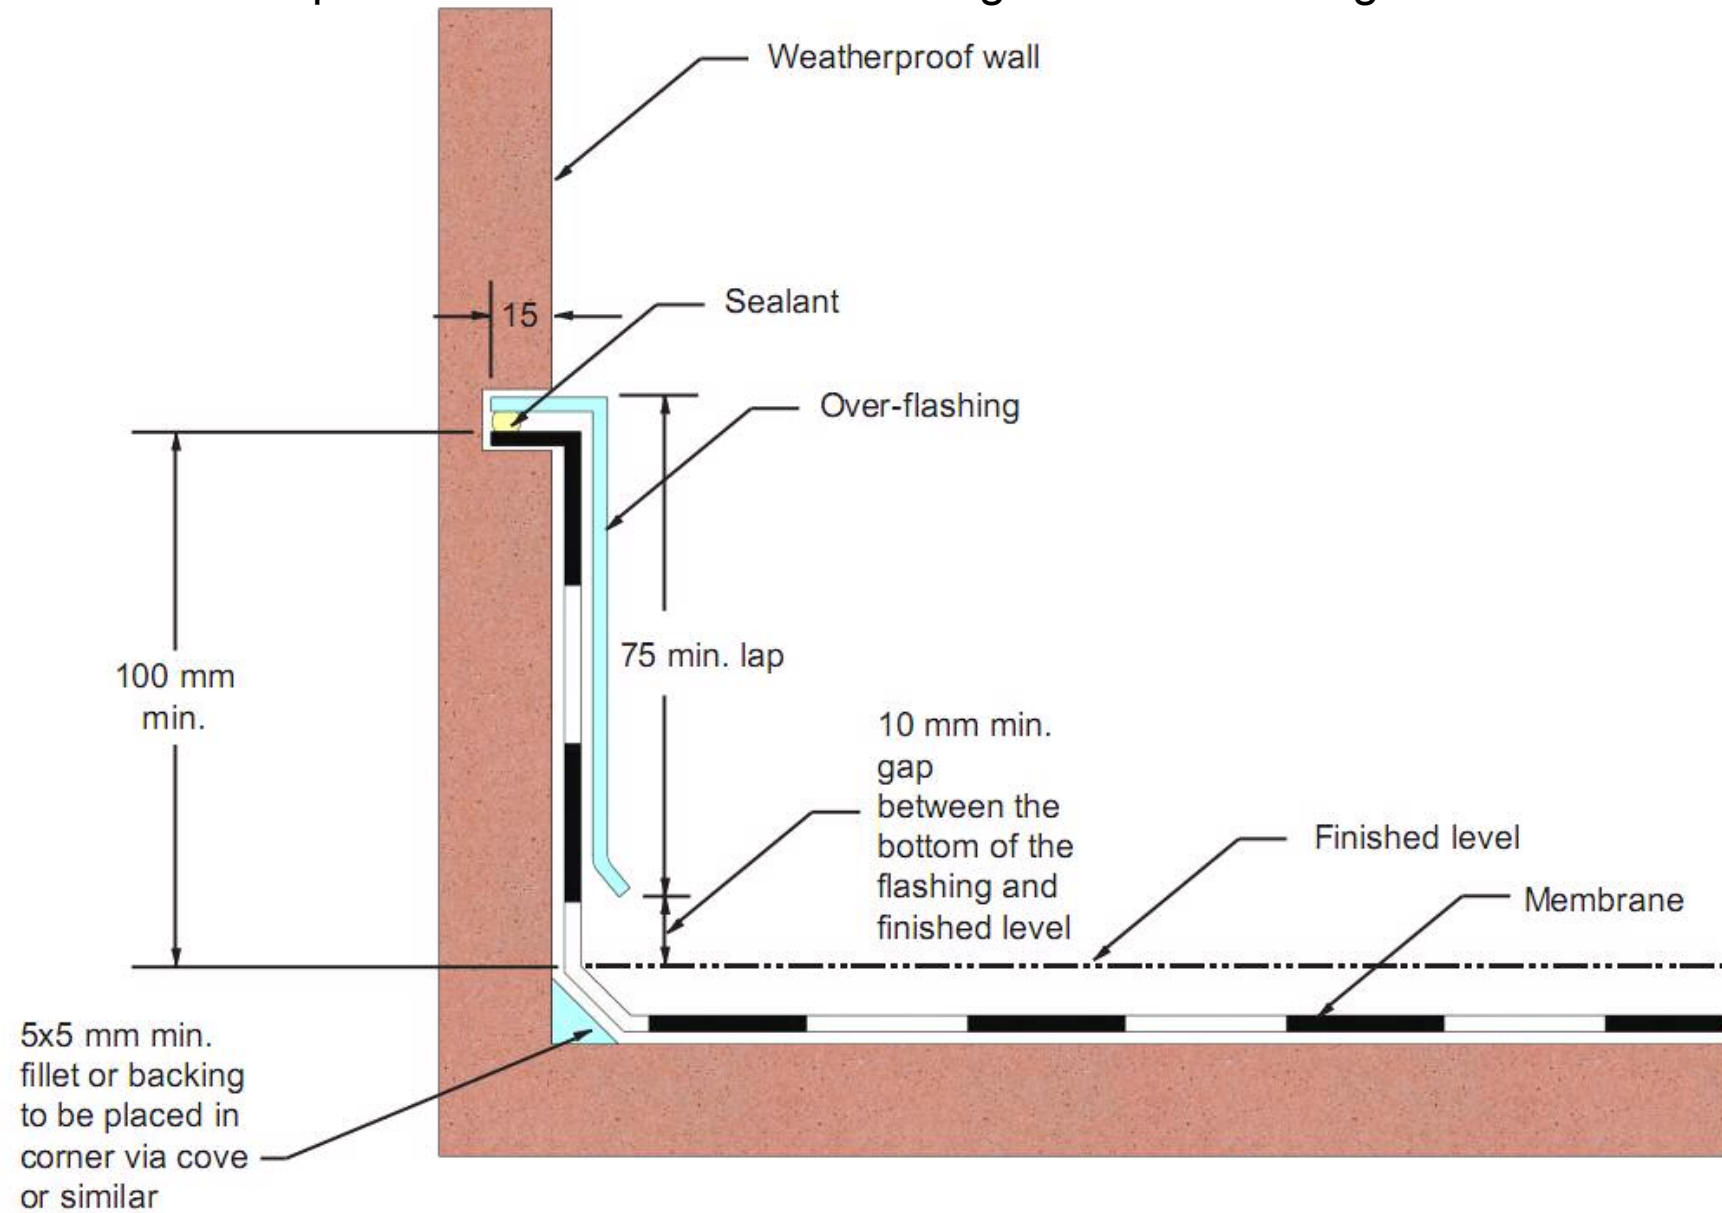 Weatherproof wall
15
Sealant
Over-flashing
75 min. lap
100 mm
min.
10 mm min.
gap
between the
bottom of the
flashing and
finished level
Finished level
Membrane
5x5 mm min.
fillet or backing
to be placed in
corner via cove
or similar